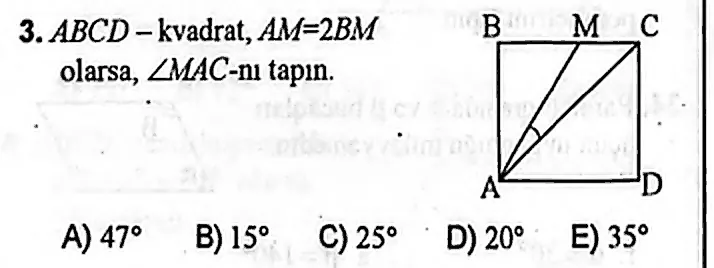 3. ABCD – kvadrat, AM=2BM
olarsa, ∠MAC-nı tapın.
B M C
A D
A) 47° B) 15° C) 25° D) 20° E) 35°